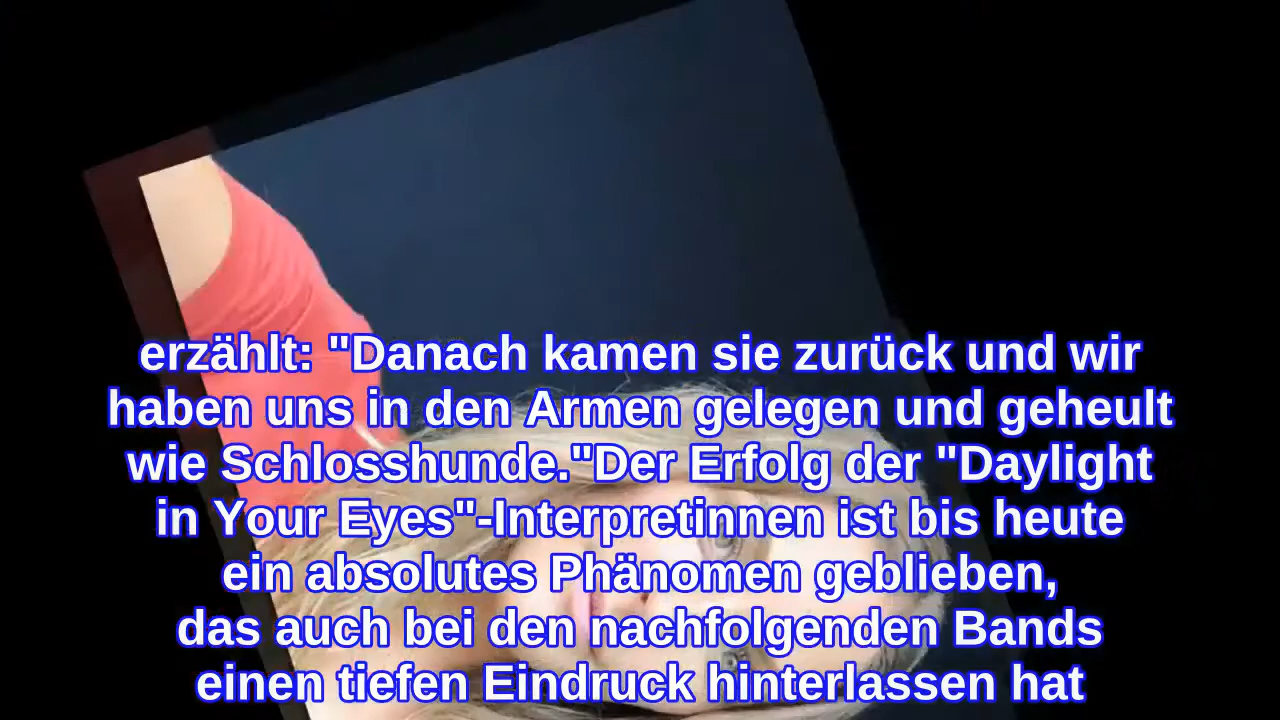 erzählt: "Danach kamen sie zurück und wir
haben uns in den Armen gelegen und geheult
wie Schlosshunde."Der Erfolg der "Daylight
in Your Eyes"-Interpretinnen ist bis heute
ein absolutes Phänomen geblieben,
das auch bei den nachfolgenden Bands
einen tiefen Eindruck hinterlassen hat